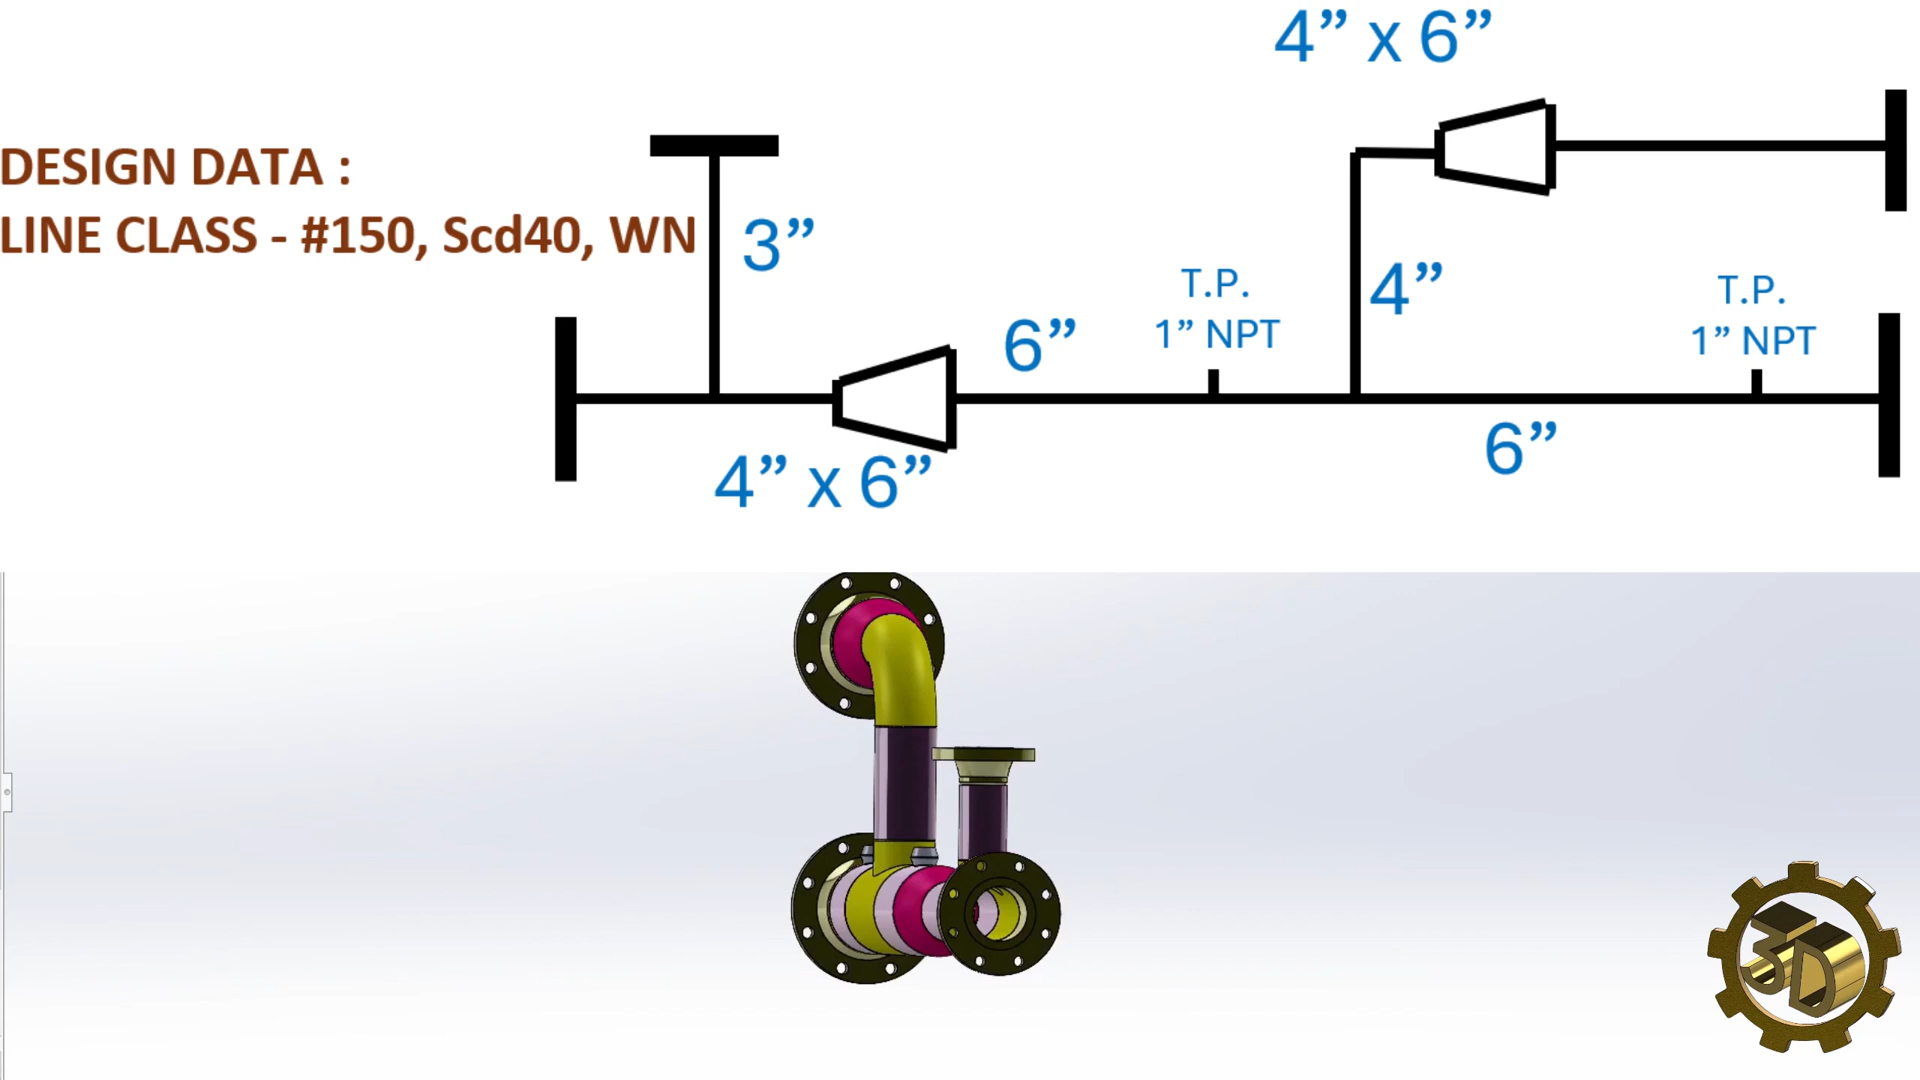 4” x 6”
DESIGN DATA :
LINE CLASS - #150, Scd40, WN
3”
T.P.
1” NPT
4”
T.P.
1” NPT
6”
6”
4” x 6”
3D